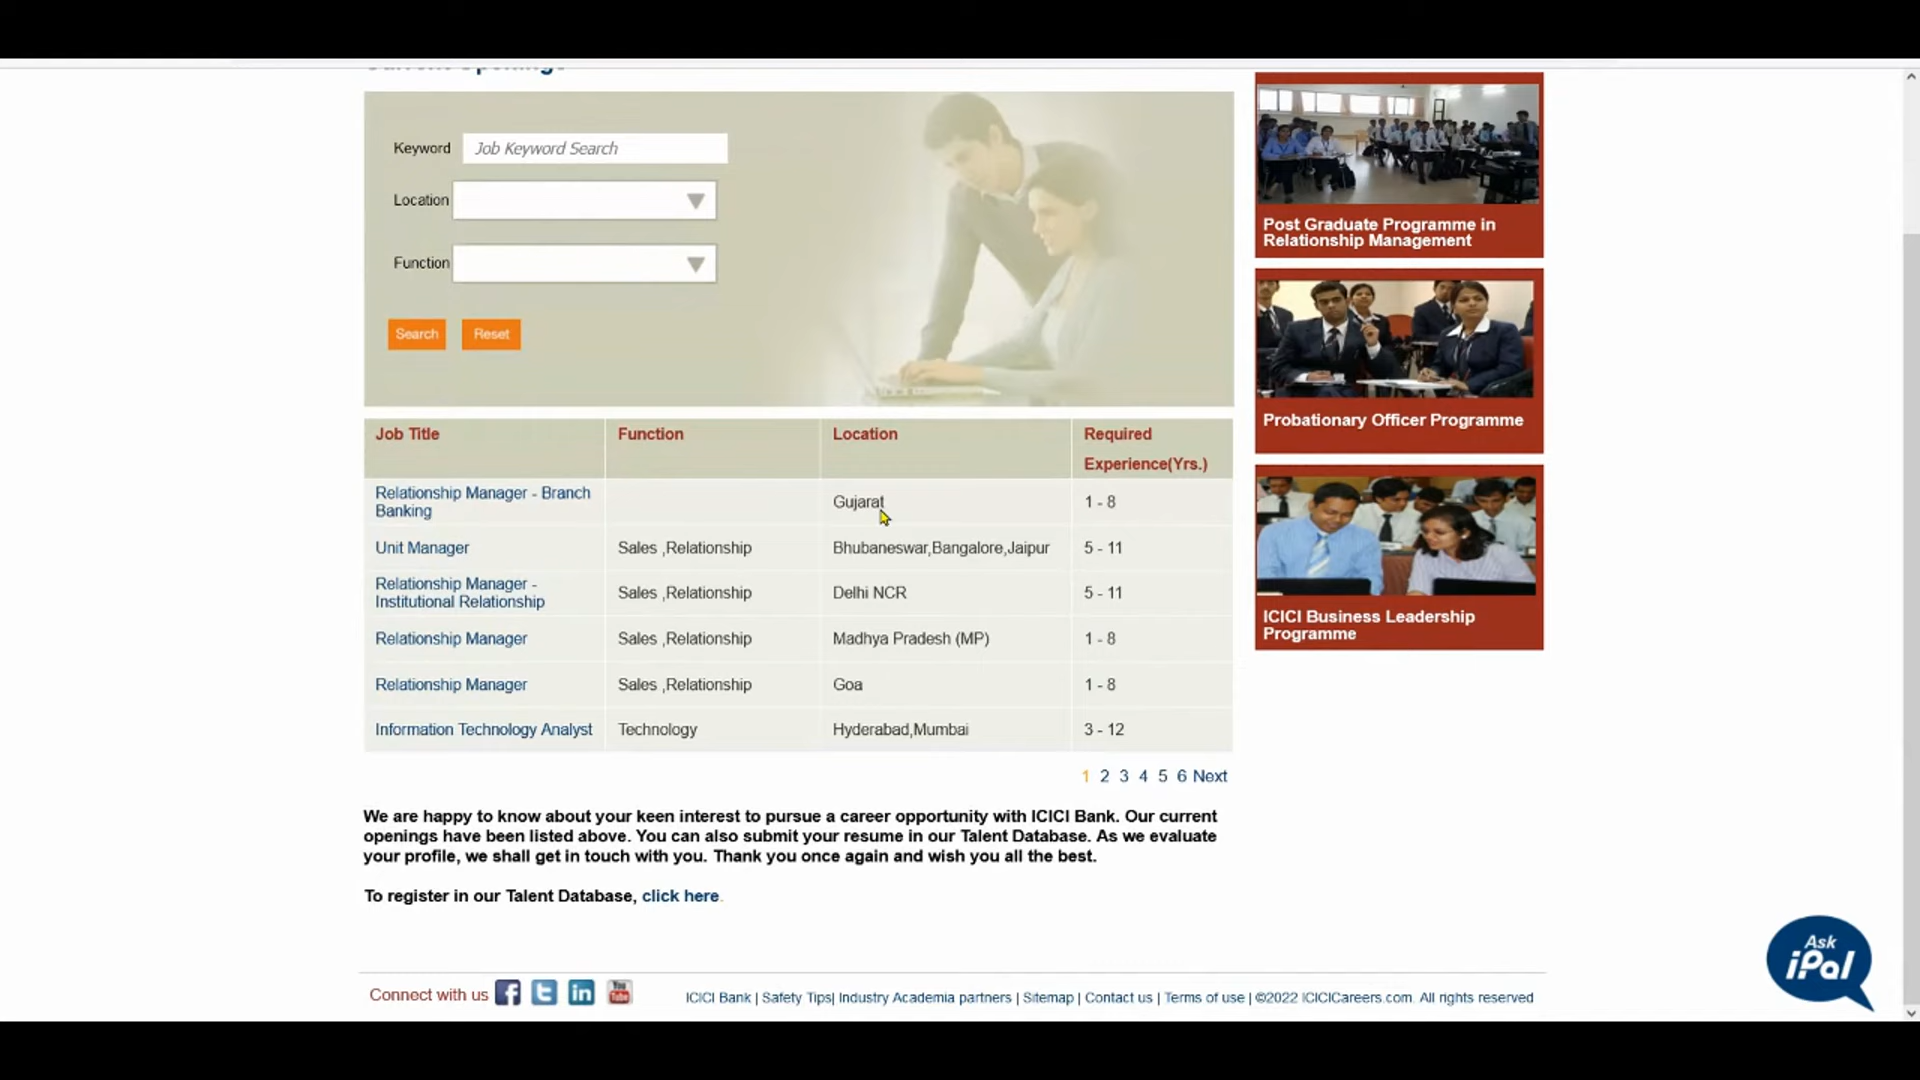 Current Openings
Keyword Job Keyword Search
Location
Function
Search Reset
Job Title Function Location Required
Experience(Yrs.)
Relationship Manager - Branch
Banking
Gujarat 1 - 8
Unit Manager Sales ,Relationship Bhubaneswar,Bangalore,Jaipur 5 - 11
Relationship Manager -
Institutional Relationship
Sales ,Relationship Delhi NCR 5 - 11
Relationship Manager Sales ,Relationship Madhya Pradesh (MP) 1 - 8
Relationship Manager Sales ,Relationship Goa 1 - 8
Information Technology Analyst Technology Hyderabad,Mumbai 3 - 12
1 2 3 4 5 6 Next
We are happy to know about your keen interest to pursue a career opportunity with ICICI Bank. Our current
openings have been listed above. You can also submit your resume in our Talent Database. As we evaluate
your profile, we shall get in touch with you. Thank you once again and wish you all the best.
To register in our Talent Database, click here.
Post Graduate Programme in
Relationship Management
Probationary Officer Programme
ICICI Business Leadership
Programme
Ask
iPal
Connect with us f t in You Tube
ICICI Bank | Safety Tips| Industry Academia partners | Sitemap | Contact us | Terms of use | ©2022 ICICICareers.com. All rights reserved